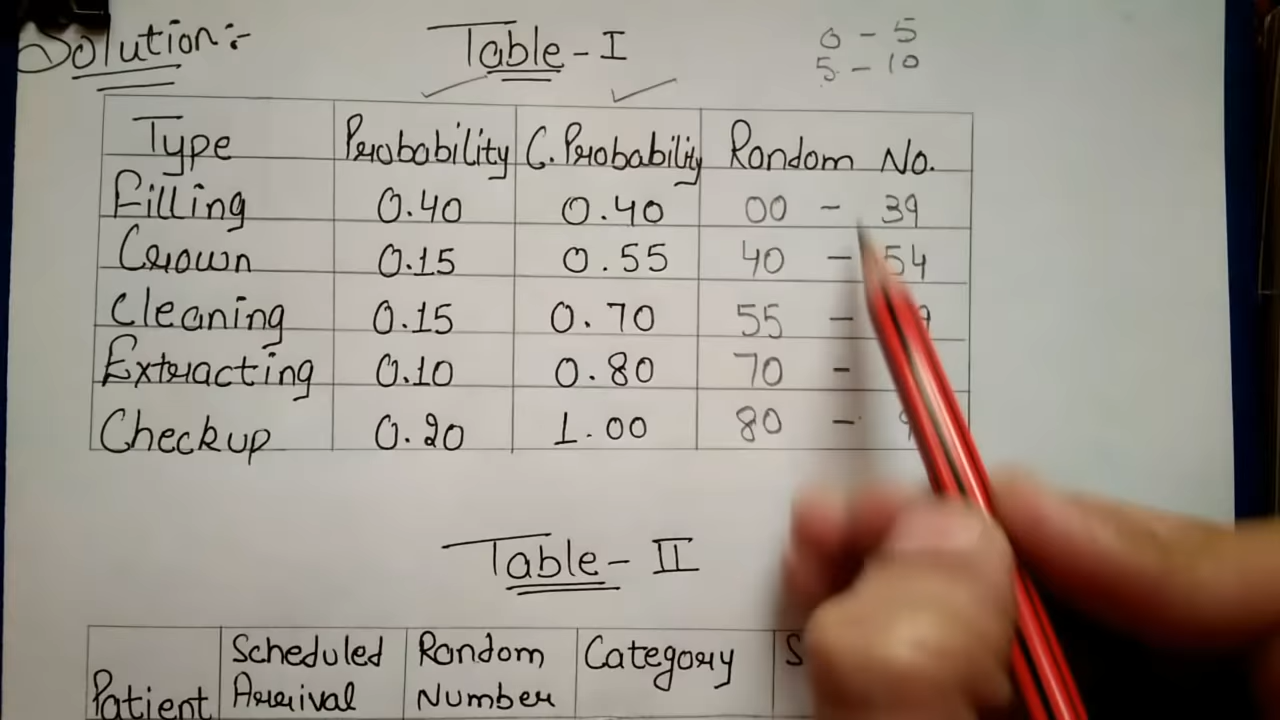 Solution:-
Table-I
0-5
5-10
Type Probability C.Probability Random No.
Filling 0.40 0.40 00 - 39
Crown 0.15 0.55 40 - 54
Cleaning 0.15 0.70 55 -
Extracting 0.10 0.80 70 -
Checkup 0.20 1.00 80 -
Table-II
Patient Scheduled Arrival Random Number Category